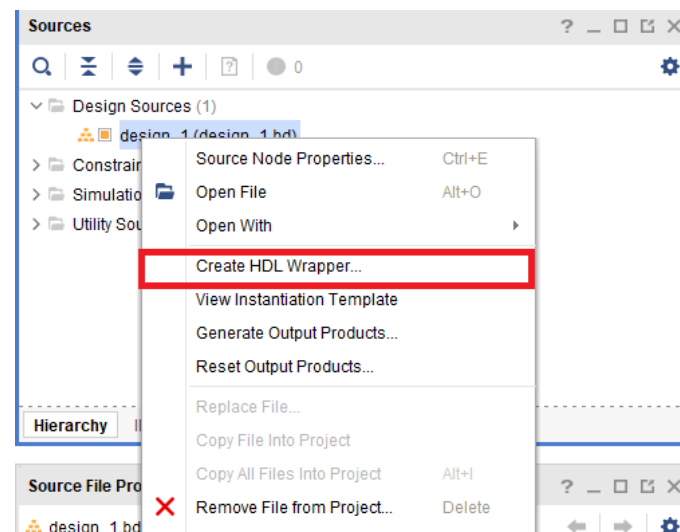 Sources
0
Design Sources (1)
design_1 (design_1.bd)
Source Node Properties... Ctrl+E
Open File Alt+O
Open With
Create HDL Wrapper...
View Instantiation Template
Generate Output Products...
Reset Output Products...
Replace File...
Copy File Into Project
Copy All Files Into Project Alt+I
Remove File from Project... Delete
Constrain
Simulatio
Utility Sou
Hierarchy
Source File Pro
design_1.bd